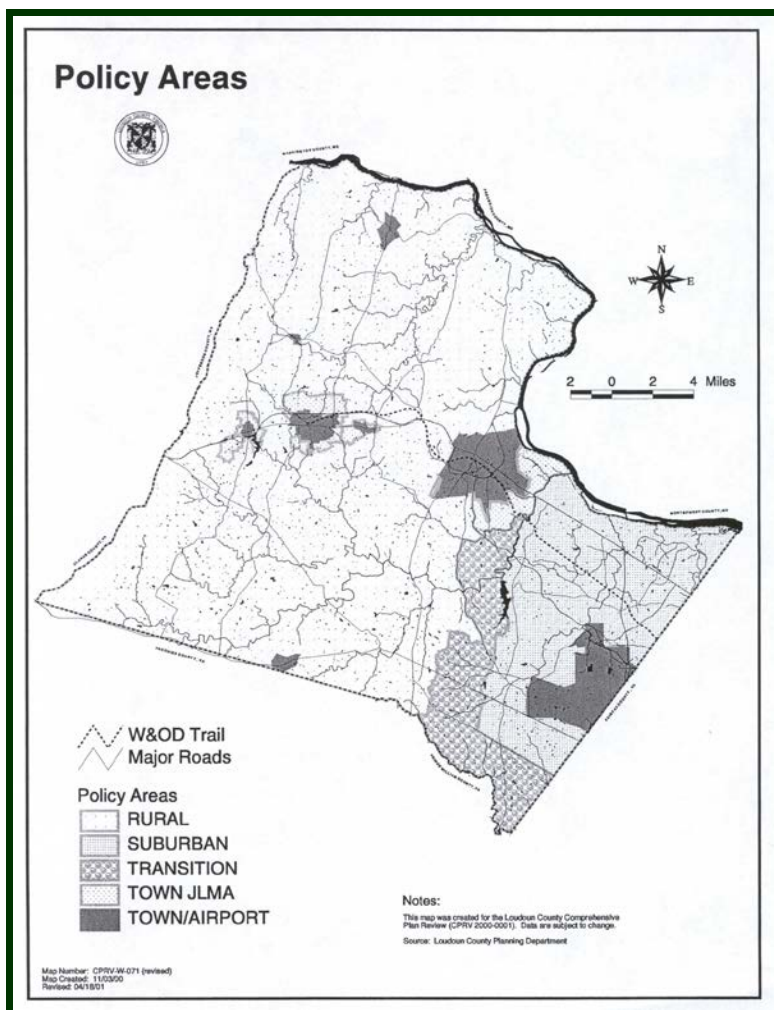 Policy Areas
N
W E
S
2 0 2 4 Miles
W&OD Trail
Major Roads
Policy Areas
RURAL
SUBURBAN
TRANSITION
TOWN JLMA
TOWN/AIRPORT
Notes:
This map was created for the Loudoun County Comprehensive
Plan Review (CPRV 2000-0001). Data are subject to change.
Source: Loudoun County Planning Department
Map Number: CPRV-W-071 (revised)
Map Created: 11/03/00
Revised: 04/18/01